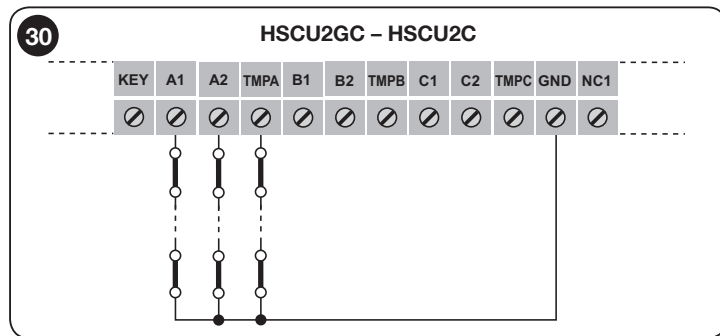 30
HSCU2GC – HSCU2C
KEY A1 A2 TMPA B1 B2 TMPB C1 C2 TMPC GND NC1